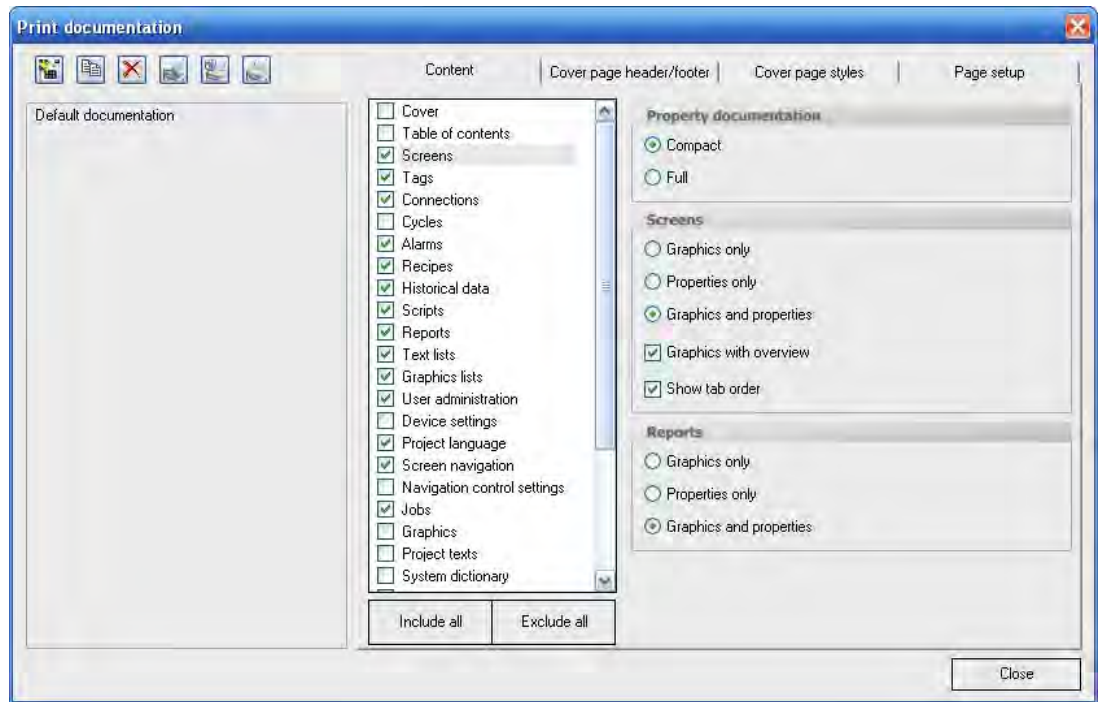 Print documentation
Content
Cover page header/footer
Cover page styles
Page setup
Default documentation
Cover
Table of contents
Screens
Tags
Connections
Cycles
Alarms
Recipes
Historical data
Scripts
Reports
Text lists
Graphics lists
User administration
Device settings
Project language
Screen navigation
Navigation control settings
Jobs
Graphics
Project texts
System dictionary
Include all
Exclude all
Property documentation
Compact
Full
Screens
Graphics only
Properties only
Graphics and properties
Graphics with overview
Show tab order
Reports
Graphics only
Properties only
Graphics and properties
Close